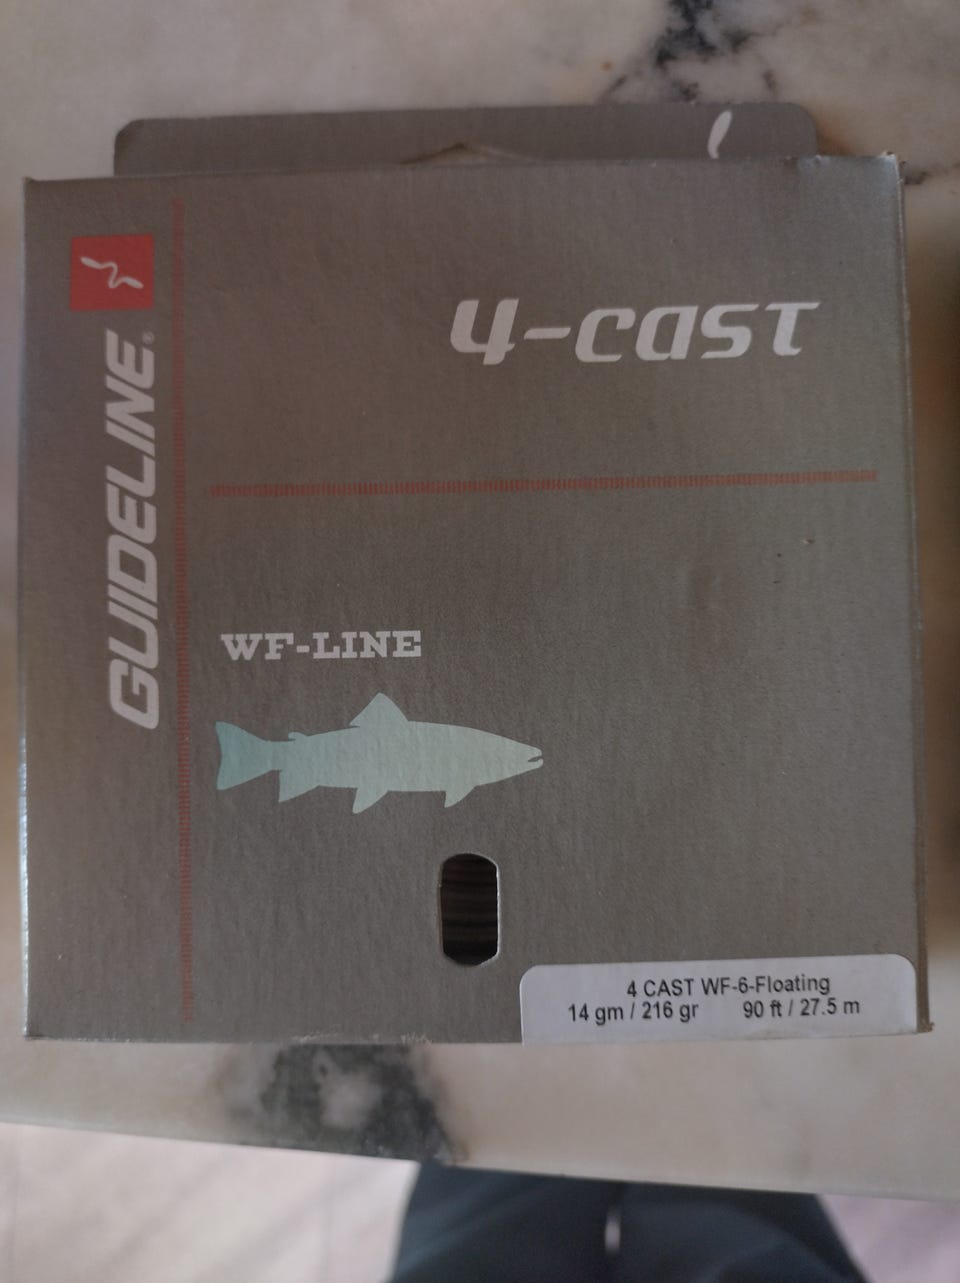 4-cast
GUIDELINE®
WF-LINE
4 CAST WF-6-Floating
14 gm / 216 gr 90 ft / 27.5 m